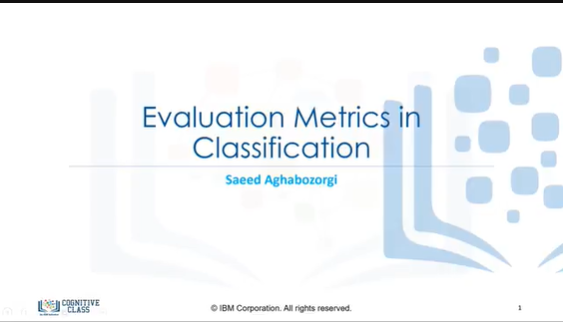 Evaluation Metrics in
Classification
Saeed Aghabozorgi
COGNITIVE
CLASS
© IBM Corporation. All rights reserved.
1